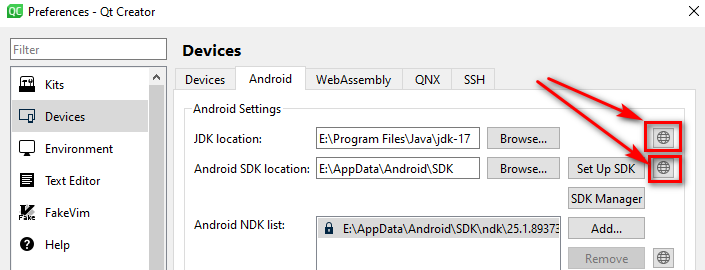 QC Preferences - Qt Creator
Filter
Devices
Kits
Devices
Environment
Text Editor
Fake
FakeVim
Help
Devices Android WebAssembly QNX SSH
Android Settings
JDK location: E:\Program Files\Java\jdk-17 Browse...
Android SDK location: E:\AppData\Android\SDK Browse... Set Up SDK
SDK Manager
Android NDK list: E:\AppData\Android\SDK\ndk\25.1.89373 Add...
Remove